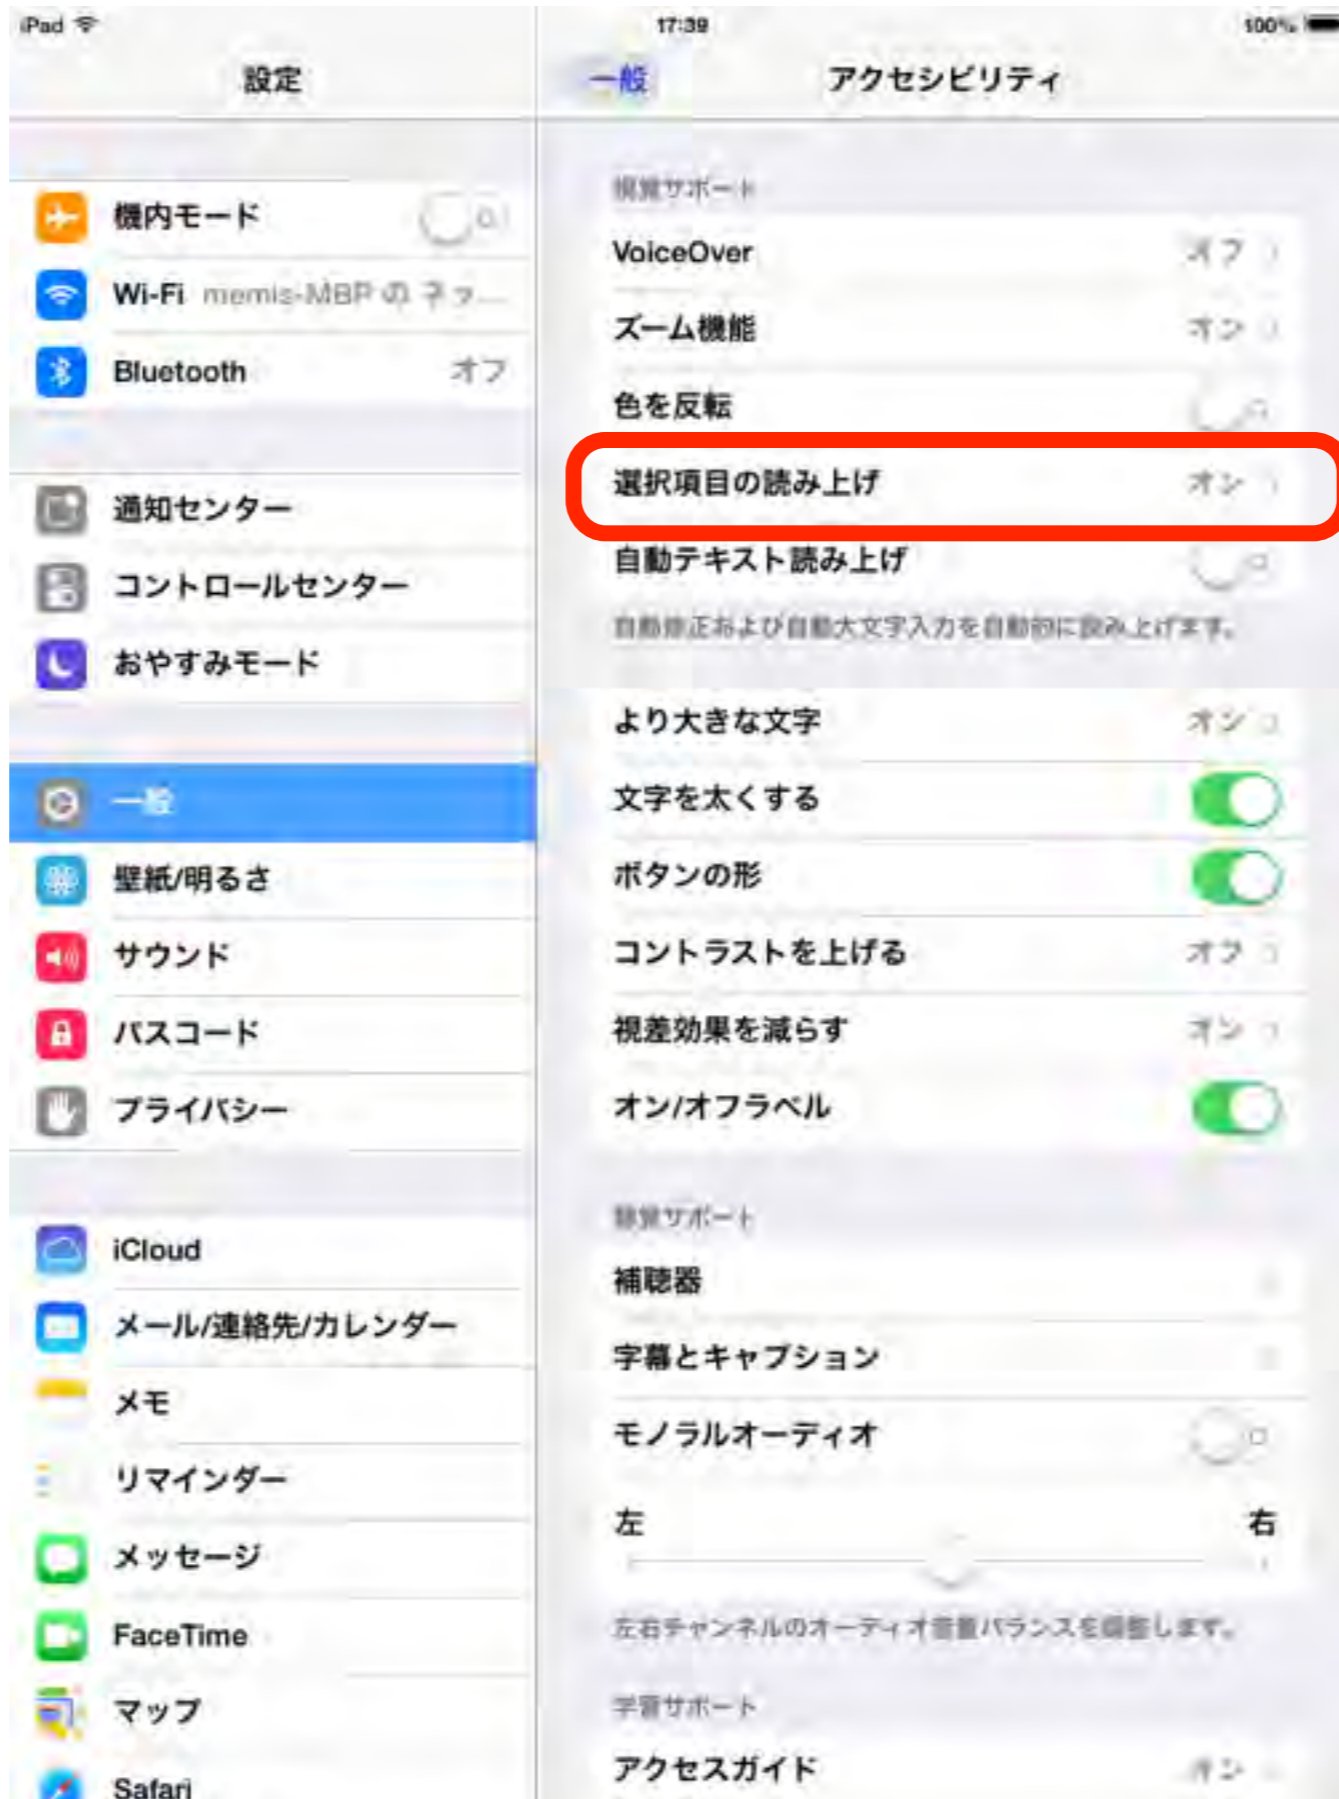 iPad
17:39
100%
設定
一般
アクセシビリティ
機内モード
Wi-Fi memis-MBP のネッ...
Bluetooth オフ
通知センター
コントロールセンター
おやすみモード
一般
壁紙/明るさ
サウンド
パスコード
プライバシー
iCloud
メール/連絡先/カレンダー
メモ
リマインダー
メッセージ
FaceTime
マップ
Safari
視覚サポート
VoiceOver オフ
ズーム機能 オン
色を反転
選択項目の読み上げ オン
自動テキスト読み上げ
自動修正および自動大文字入力を自動的に読み上げます。
より大きな文字 オン
文字を太くする
ボタンの形
コントラストを上げる オフ
視差効果を減らす オン
オン/オフラベル
聴覚サポート
補聴器
字幕とキャプション
モノラルオーディオ
左 右
左右チャンネルのオーディオ音量バランスを調整します。
学習サポート
アクセスガイド オン